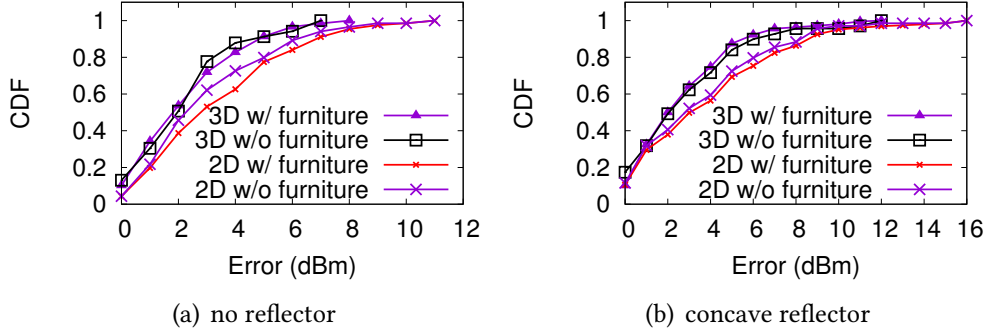 1
0.8
0.6
0.4
0.2
0
CDF
3D w/ furniture
3D w/o furniture
2D w/ furniture
2D w/o furniture
0 2 4 6 8 10 12
Error (dBm)
(a) no reflector
1
0.8
0.6
0.4
0.2
0
CDF
3D w/ furniture
3D w/o furniture
2D w/ furniture
2D w/o furniture
0 2 4 6 8 10 12 14 16
Error (dBm)
(b) concave reflector